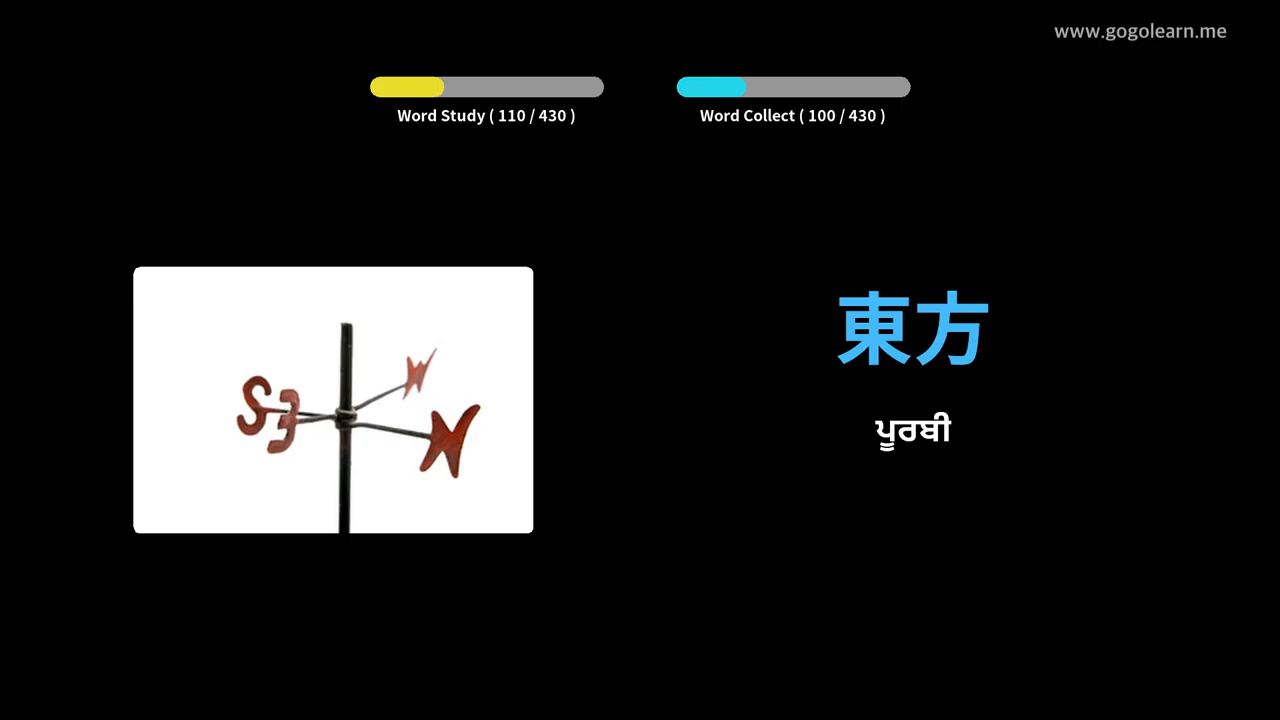 www.gogolearn.me
Word Study ( 110 / 430 )
Word Collect ( 100 / 430 )
S E N W
東方
ਪੂਰਬੀ